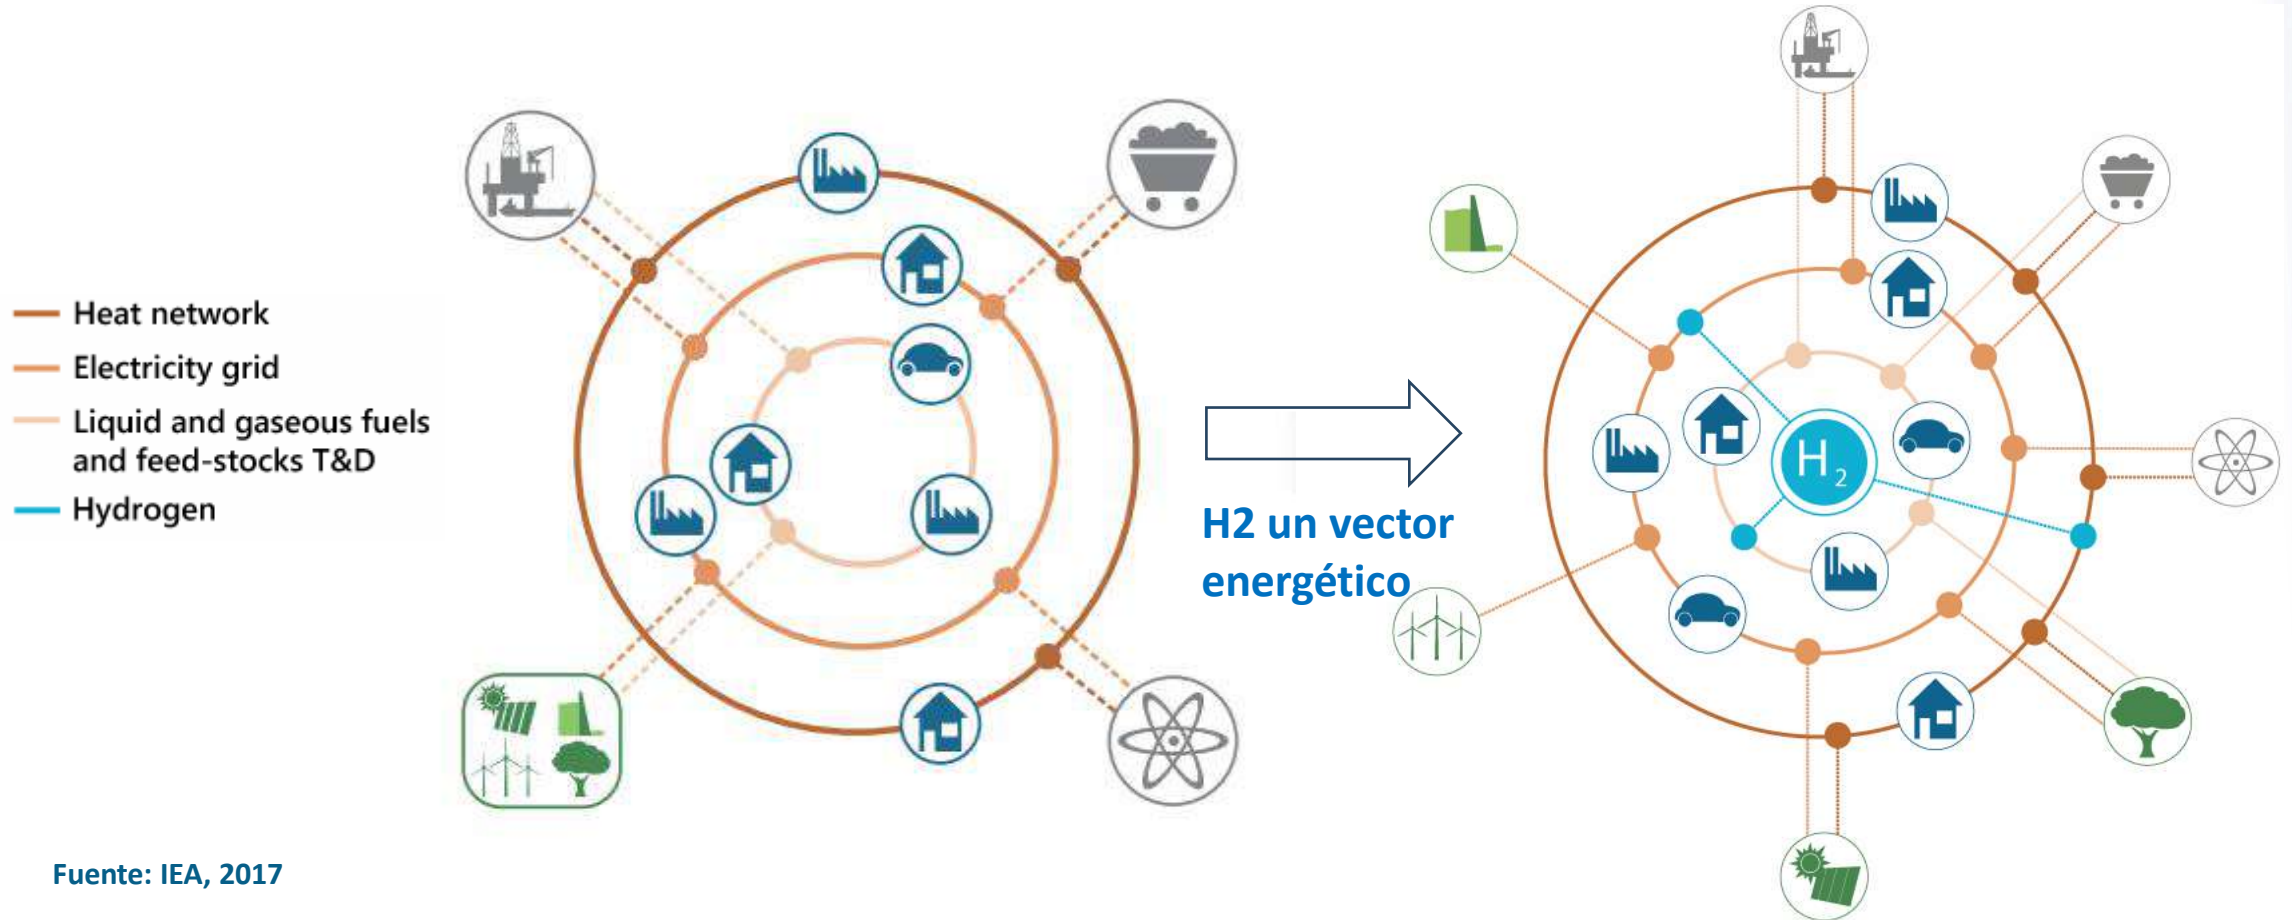 Heat network
Electricity grid
Liquid and gaseous fuels
and feed-stocks T&D
Hydrogen
H2 un vector
energético
H2
Fuente: IEA, 2017